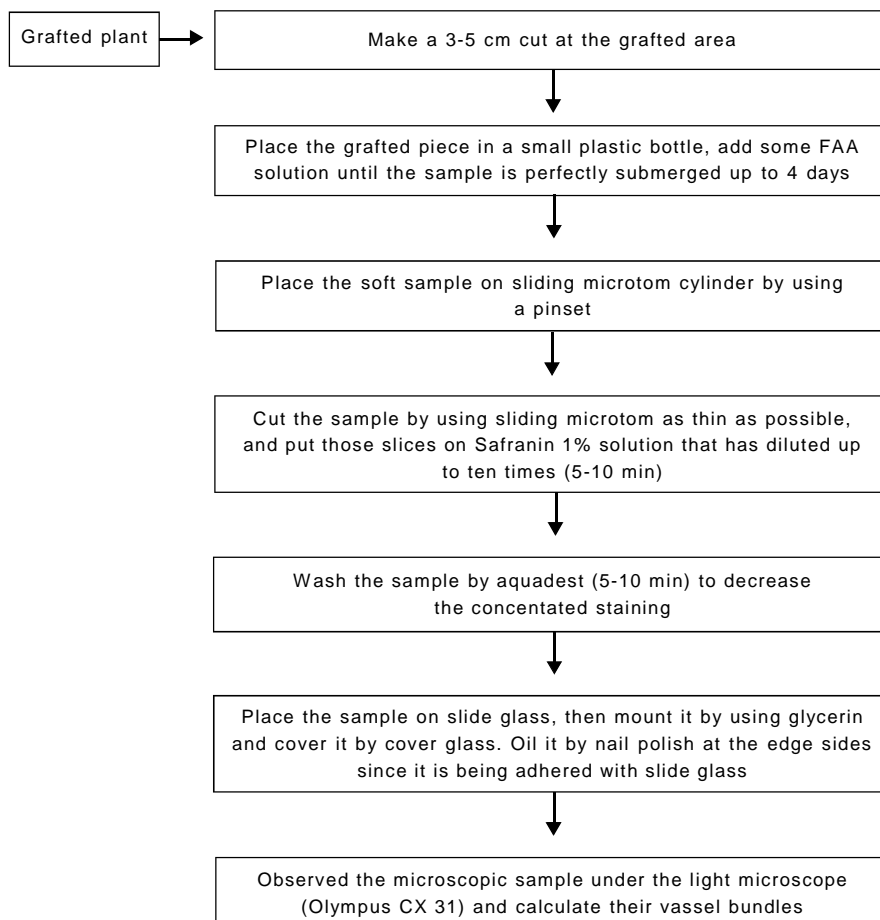 Grafted plant
Make a 3-5 cm cut at the grafted area
Place the grafted piece in a small plastic bottle, add some FAA
solution until the sample is perfectly submerged up to 4 days
Place the soft sample on sliding microtom cylinder by using
a pinset
Cut the sample by using sliding microtom as thin as possible,
and put those slices on Safranin 1% solution that has diluted up
to ten times (5-10 min)
Wash the sample by aquadest (5-10 min) to decrease
the concentated staining
Place the sample on slide glass, then mount it by using glycerin
and cover it by cover glass. Oil it by nail polish at the edge sides
since it is being adhered with slide glass
Observed the microscopic sample under the light microscope
(Olympus CX 31) and calculate their vassel bundles